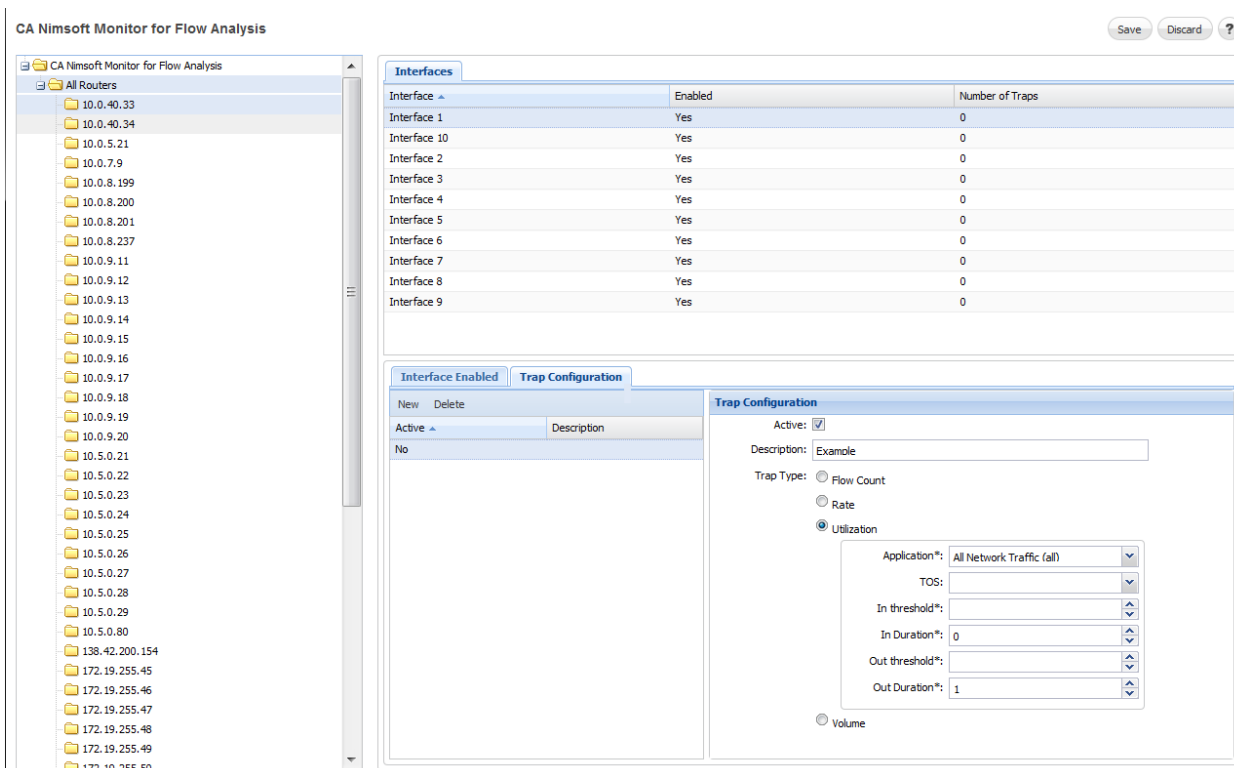 CA Nimsoft Monitor for Flow Analysis
Save Discard ?
CA Nimsoft Monitor for Flow Analysis
All Routers
10.0.40.33
10.0.40.34
10.0.5.21
10.0.7.9
10.0.8.199
10.0.8.200
10.0.8.201
10.0.8.237
10.0.9.11
10.0.9.12
10.0.9.13
10.0.9.14
10.0.9.15
10.0.9.16
10.0.9.17
10.0.9.18
10.0.9.19
10.0.9.20
10.5.0.21
10.5.0.22
10.5.0.23
10.5.0.24
10.5.0.25
10.5.0.26
10.5.0.27
10.5.0.28
10.5.0.29
10.5.0.80
138.42.200.154
172.19.255.45
172.19.255.46
172.19.255.47
172.19.255.48
172.19.255.49
172.19.255.50
Interfaces
Interface Enabled Number of Traps
Interface 1 Yes 0
Interface 10 Yes 0
Interface 2 Yes 0
Interface 3 Yes 0
Interface 4 Yes 0
Interface 5 Yes 0
Interface 6 Yes 0
Interface 7 Yes 0
Interface 8 Yes 0
Interface 9 Yes 0
Interface Enabled Trap Configuration
New Delete
Active Description
No
Trap Configuration
Active:
Description: Example
Trap Type: Flow Count
Rate
Utilization
Application*: All Network Traffic (all)
TOS:
In threshold*:
In Duration*: 0
Out threshold*:
Out Duration*: 1
Volume